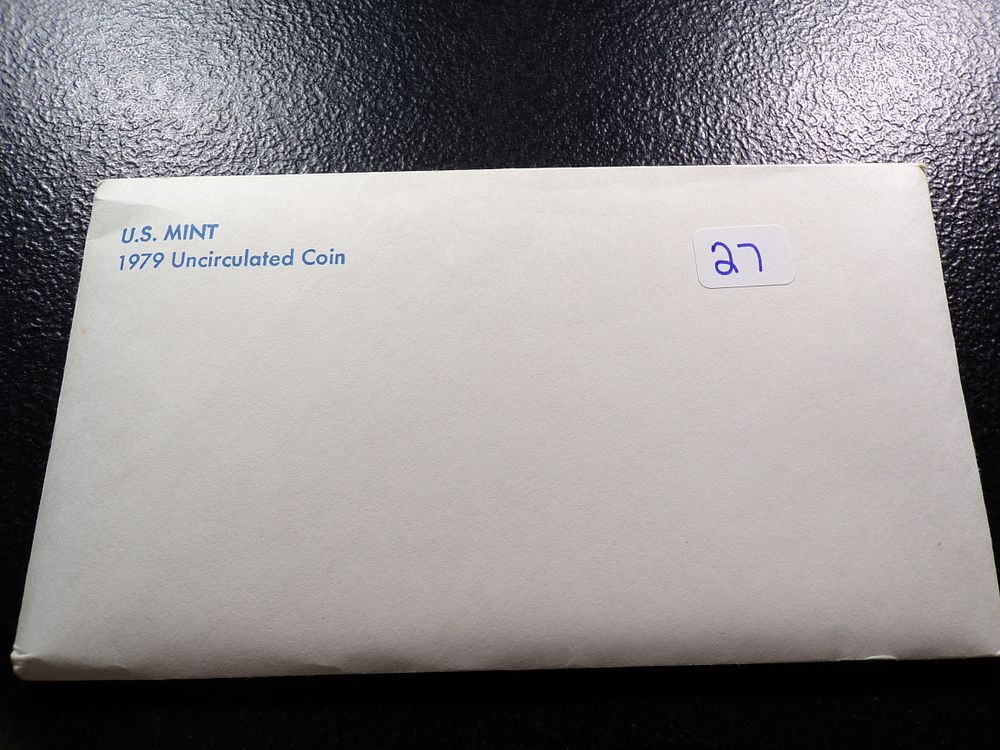 U.S. MINT
1979 Uncirculated Coin
27